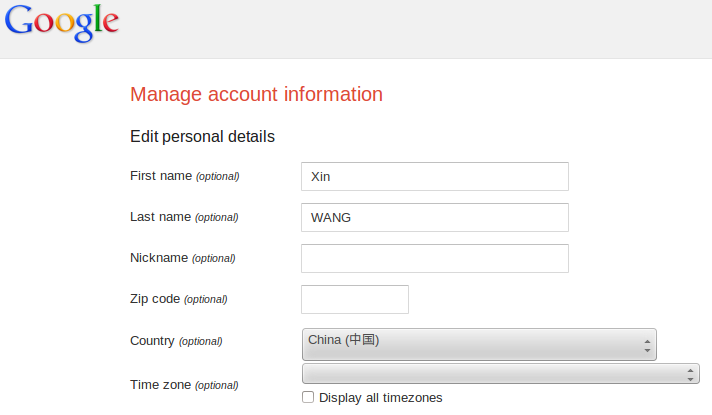 Google
Manage account information
Edit personal details
First name (optional) Xin
Last name (optional) WANG
Nickname (optional)
Zip code (optional)
Country (optional) China (中国)
Time zone (optional)
Display all timezones